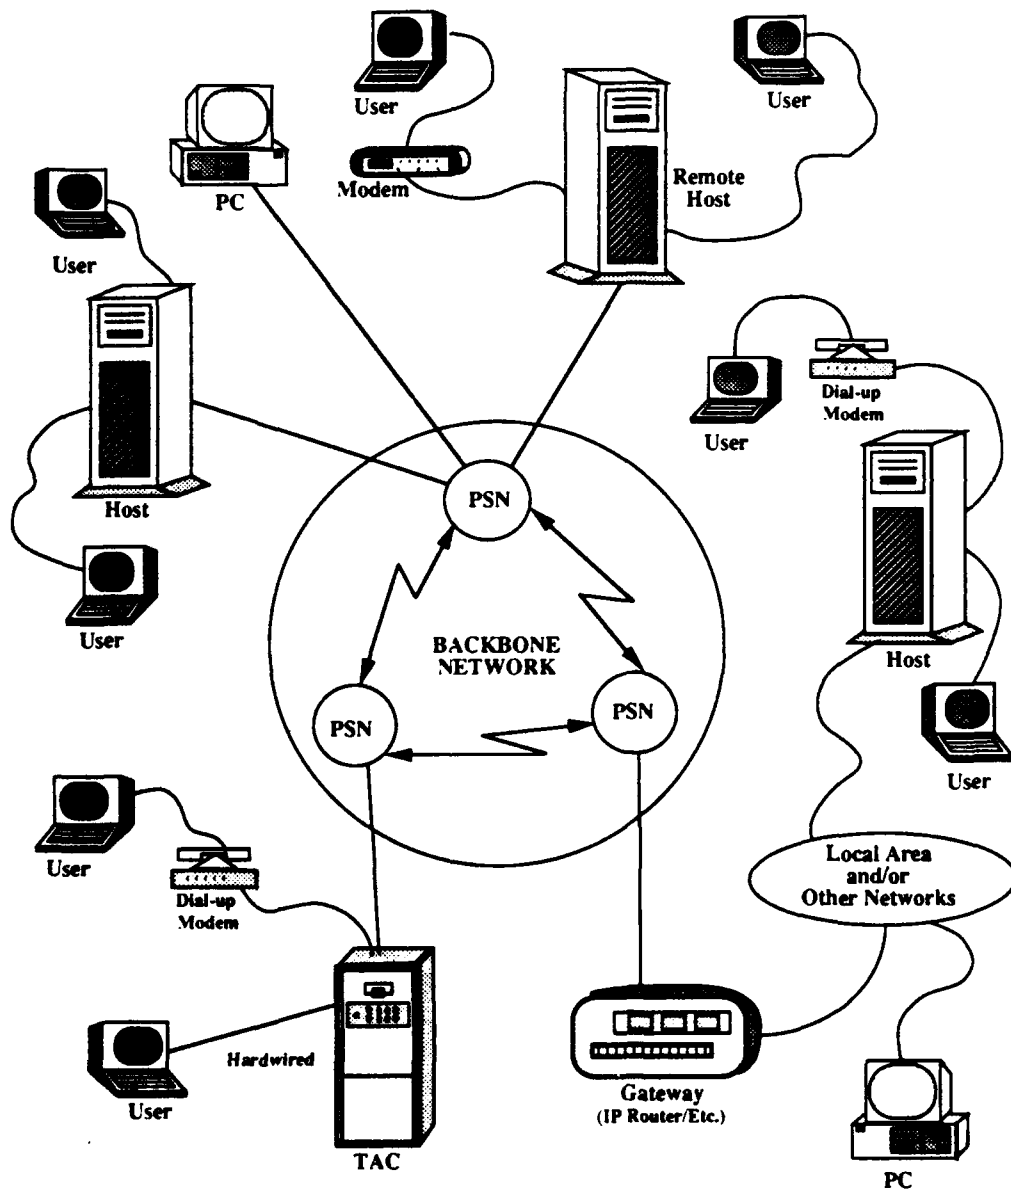 User
User
PC
Modem
Remote
Host
User
Dial-up
Modem
User
Host
PSN
User
BACKBONE
NETWORK
Host
PSN
PSN
User
User
Dial-up
Modem
Local Area
and/or
Other Networks
Hardwired
User
Gateway
(IP Router/Etc.)
TAC
PC